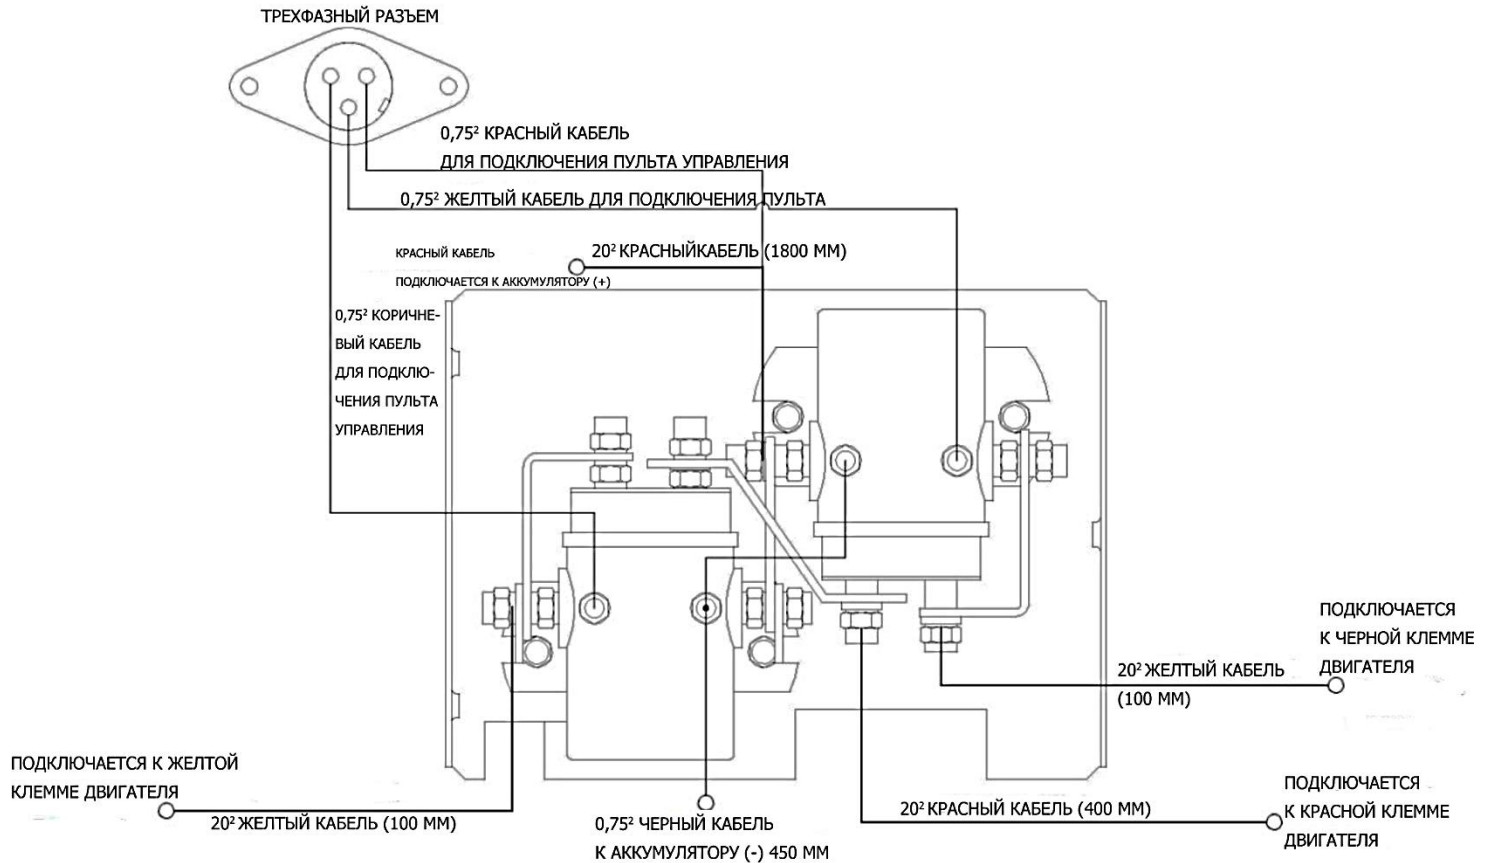 ТРЕХФАЗНЫЙ РАЗЪЕМ
0,75² КРАСНЫЙ КАБЕЛЬ
ДЛЯ ПОДКЛЮЧЕНИЯ ПУЛЬТА УПРАВЛЕНИЯ
0,75² ЖЕЛТЫЙ КАБЕЛЬ ДЛЯ ПОДКЛЮЧЕНИЯ ПУЛЬТА
КРАСНЫЙ КАБЕЛЬ
ПОДКЛЮЧАЕТСЯ К АККУМУЛЯТОРУ (+)
20² КРАСНЫЙКАБЕЛЬ (1800 ММ)
0,75² КОРИЧНЕ-
ВЫЙ КАБЕЛЬ
ДЛЯ ПОДКЛЮ-
ЧЕНИЯ ПУЛЬТА
УПРАВЛЕНИЯ
ПОДКЛЮЧАЕТСЯ
К ЧЕРНОЙ КЛЕММЕ
ДВИГАТЕЛЯ
20² ЖЕЛТЫЙ КАБЕЛЬ
(100 ММ)
ПОДКЛЮЧАЕТСЯ К ЖЕЛТОЙ
КЛЕММЕ ДВИГАТЕЛЯ
20² ЖЕЛТЫЙ КАБЕЛЬ (100 ММ)
0,75² ЧЕРНЫЙ КАБЕЛЬ
К АККУМУЛЯТОРУ (-) 450 ММ
20² КРАСНЫЙ КАБЕЛЬ (400 ММ)
ПОДКЛЮЧАЕТСЯ
К КРАСНОЙ КЛЕММЕ
ДВИГАТЕЛЯ